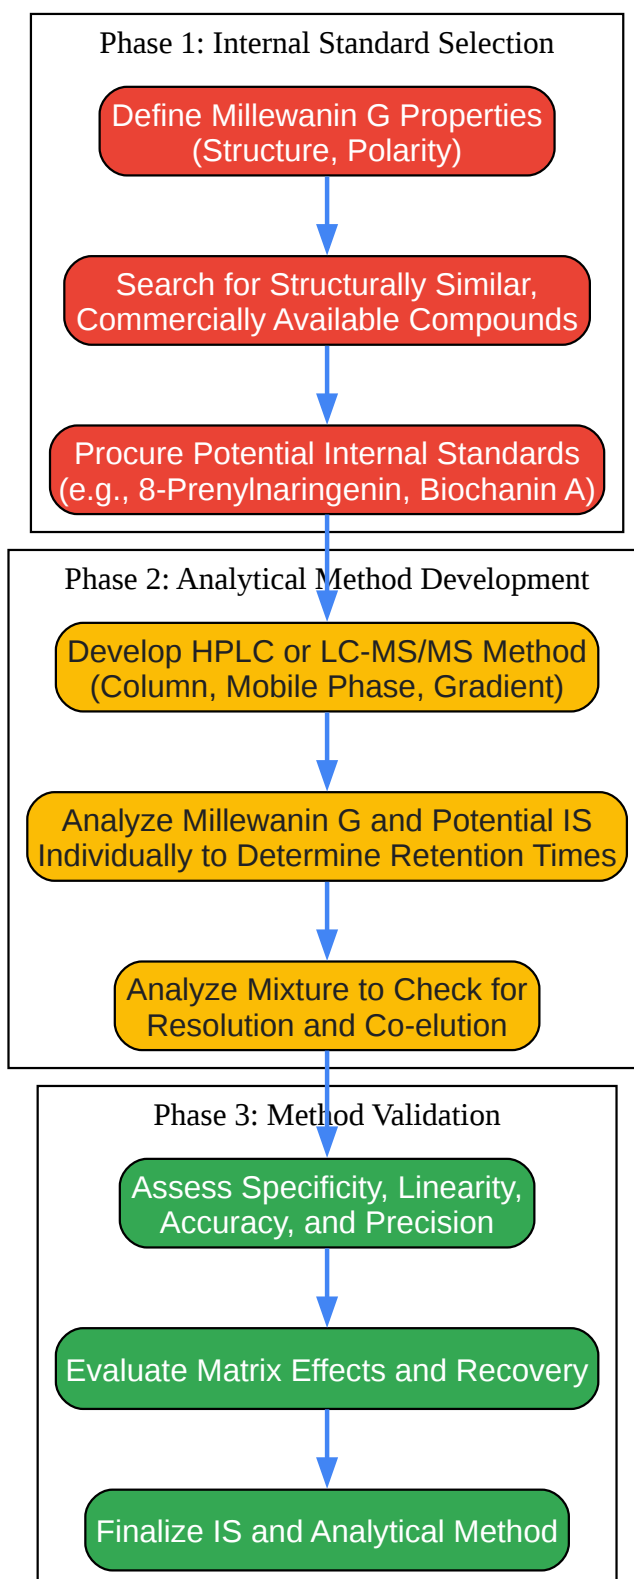 Phase 1: Internal Standard Selection
Define Millewanin G Properties
(Structure, Polarity)
Search for Structurally Similar,
Commercially Available Compounds
Procure Potential Internal Standards
(e.g., 8-Prenylnaringenin, Biochanin A)
Phase 2: Analytical Method Development
Develop HPLC or LC-MS/MS Method
(Column, Mobile Phase, Gradient)
Analyze Millewanin G and Potential IS
Individually to Determine Retention Times
Analyze Mixture to Check for
Resolution and Co-elution
Phase 3: Method Validation
Assess Specificity, Linearity,
Accuracy, and Precision
Evaluate Matrix Effects and Recovery
Finalize IS and Analytical Method